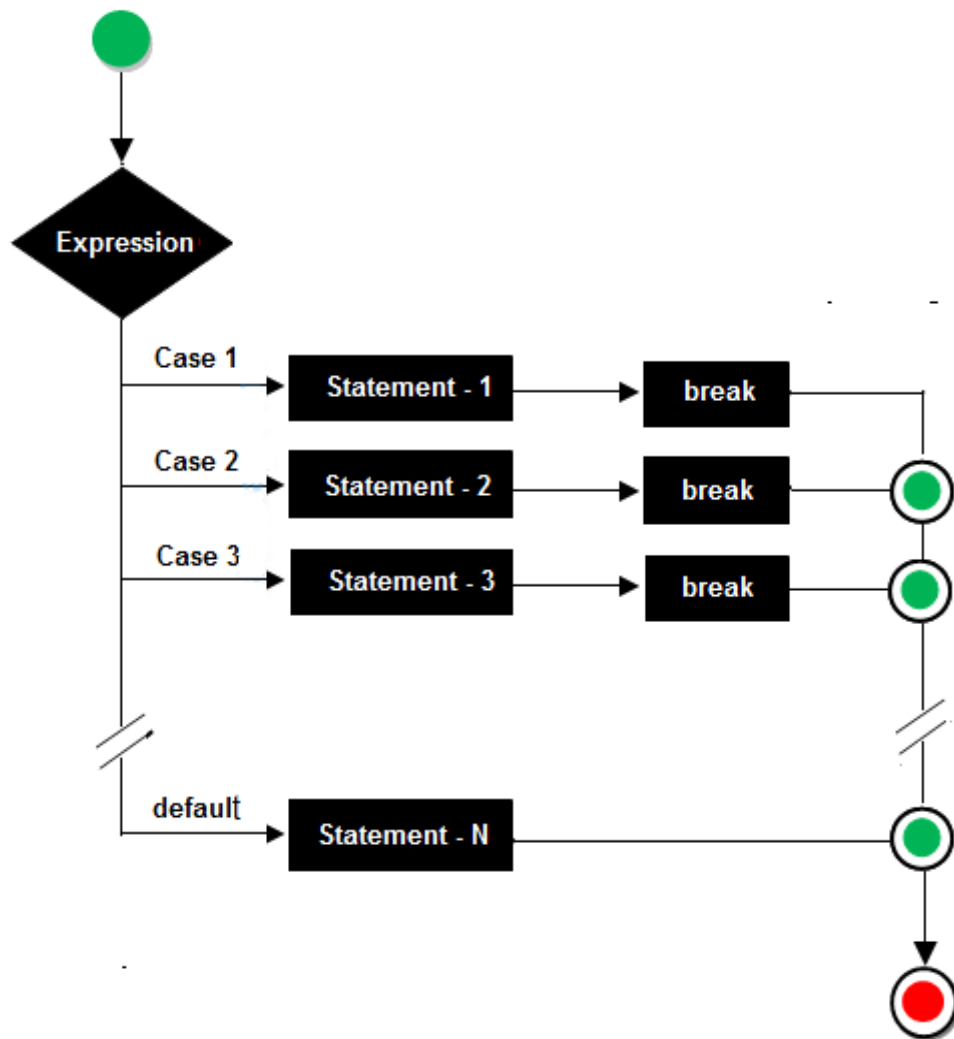 Expression
Case 1
Statement - 1
break
Case 2
Statement - 2
break
Case 3
Statement - 3
break
default
Statement - N